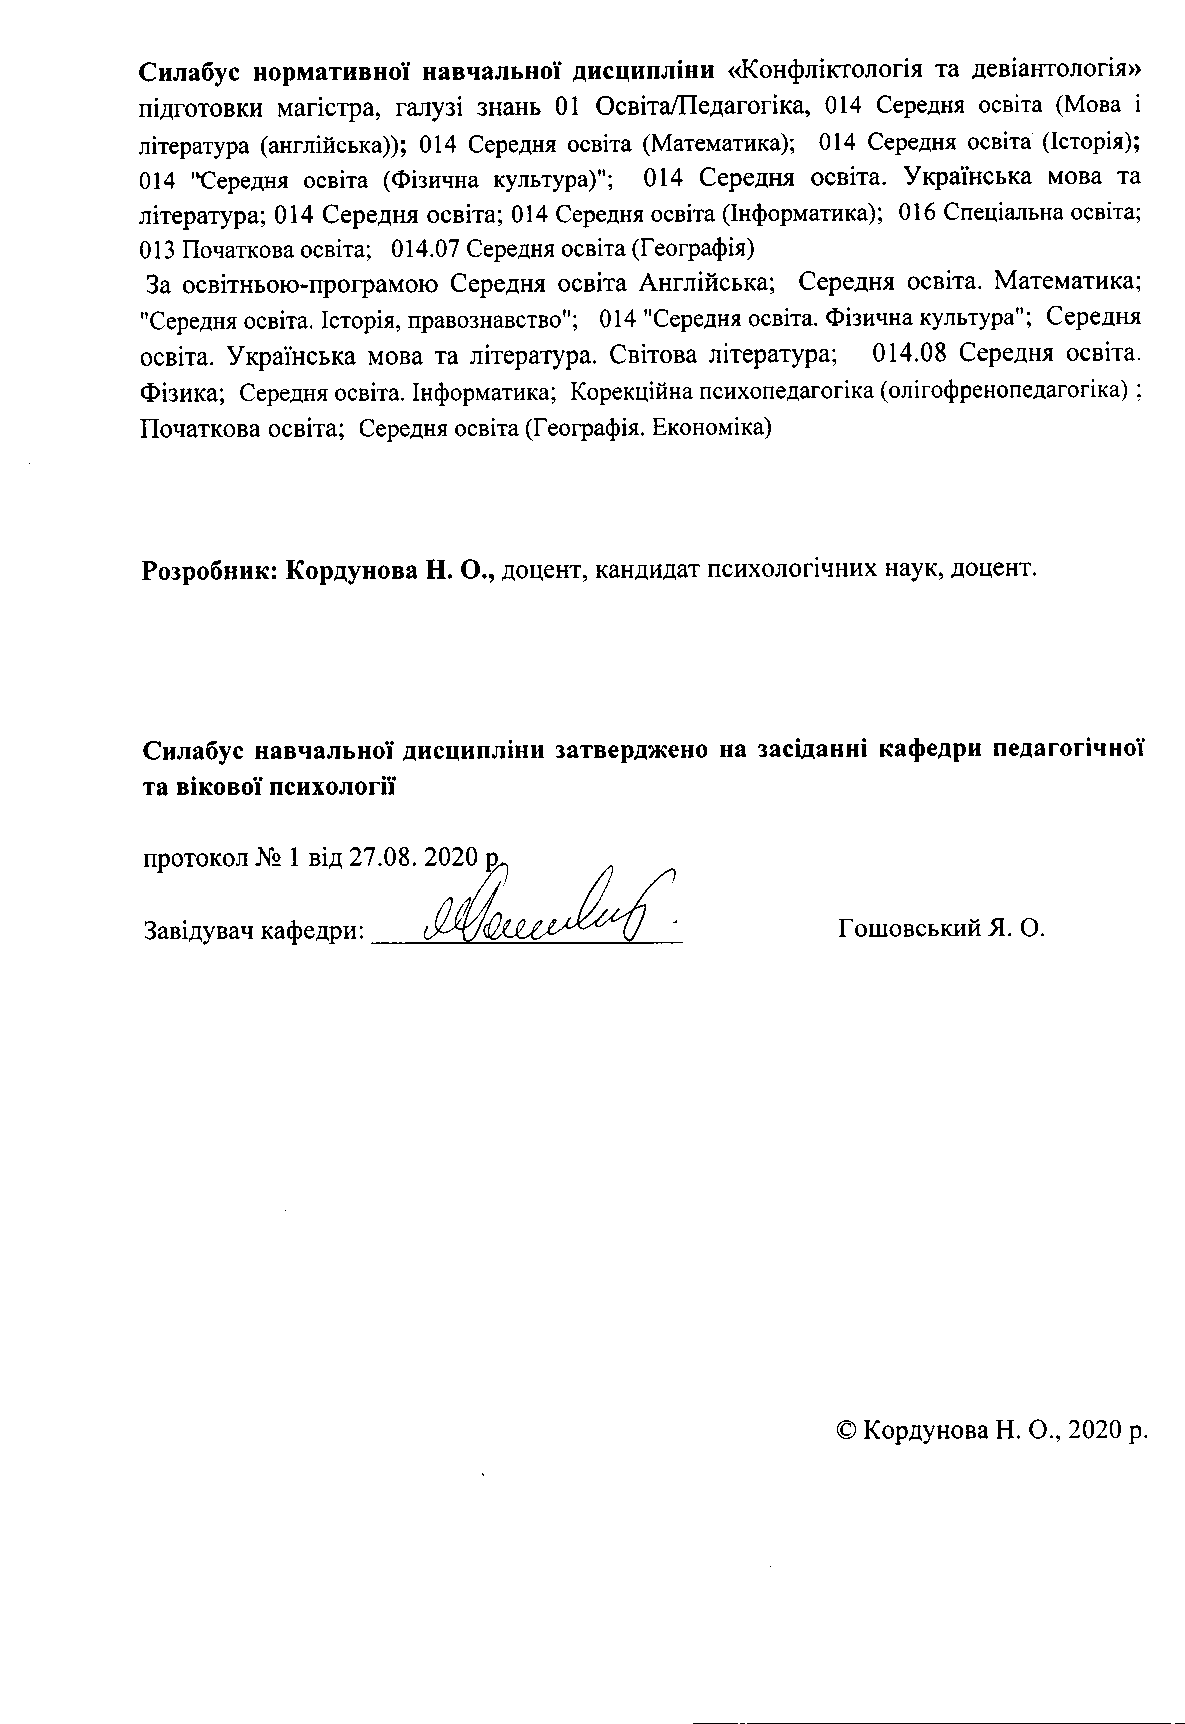 Силабус нормативної навчальної дисципліни «Конфліктологія та девіантологія»
підготовки магістра, галузі знань 01 Освіта/Педагогіка, 014 Середня освіта (Мова і
література (англійська)); 014 Середня освіта (Математика); 014 Середня освіта (Історія);
014 "Середня освіта (Фізична культура)"; 014 Середня освіта. Українська мова та
література; 014 Середня освіта; 014 Середня освіта (Інформатика); 016 Спеціальна освіта;
013 Початкова освіта; 014.07 Середня освіта (Географія)
За освітньою-програмою Середня освіта Англійська; Середня освіта. Математика;
"Середня освіта. Історія, правознавство"; 014 "Середня освіта. Фізична культура"; Середня
освіта. Українська мова та література. Світова література; 014.08 Середня освіта.
Фізика; Середня освіта. Інформатика; Корекційна психопедагогіка (олігофренопедагогіка) ;
Початкова освіта; Середня освіта (Географія. Економіка)
Розробник: Кордунова Н. О., доцент, кандидат психологічних наук, доцент.
Силабус навчальної дисципліни затверджено на засіданні кафедри педагогічної
та вікової психології
протокол № 1 від 27.08. 2020 р.
Завідувач кафедри: Гошовський Я. О.
© Кордунова Н. О., 2020 р.